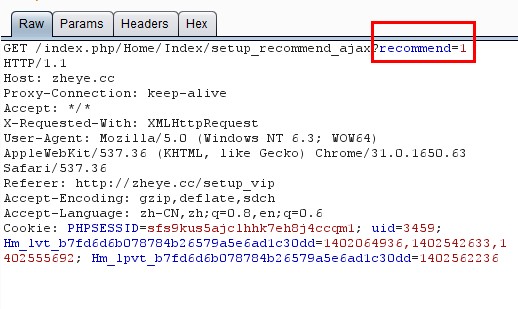 Raw Params Headers Hex
GET /index.php/Home/Index/setup_recommend_ajax?recommend=1
HTTP/1.1
Host: zheye.cc
Proxy-Connection: keep-alive
Accept: */*
X-Requested-With: XMLHttpRequest
User-Agent: Mozilla/5.0 (Windows NT 6.3; WOW64)
AppleWebKit/537.36 (KHTML, like Gecko) Chrome/31.0.1650.63
Safari/537.36
Referer: http://zheye.cc/setup_vip
Accept-Encoding: gzip,deflate,sdch
Accept-Language: zh-CN,zh;q=0.8,en;q=0.6
Cookie: PHPSESSID=sfs9kus5ajclhhk7eh8j4ccqm1; uid=3459;
Hm_lvt_b7fd6d6b078784b26579a5e6ad1c30dd=1402064936,1402542633,1
402555692; Hm_lpvt_b7fd6d6b078784b26579a5e6ad1c30dd=1402562236